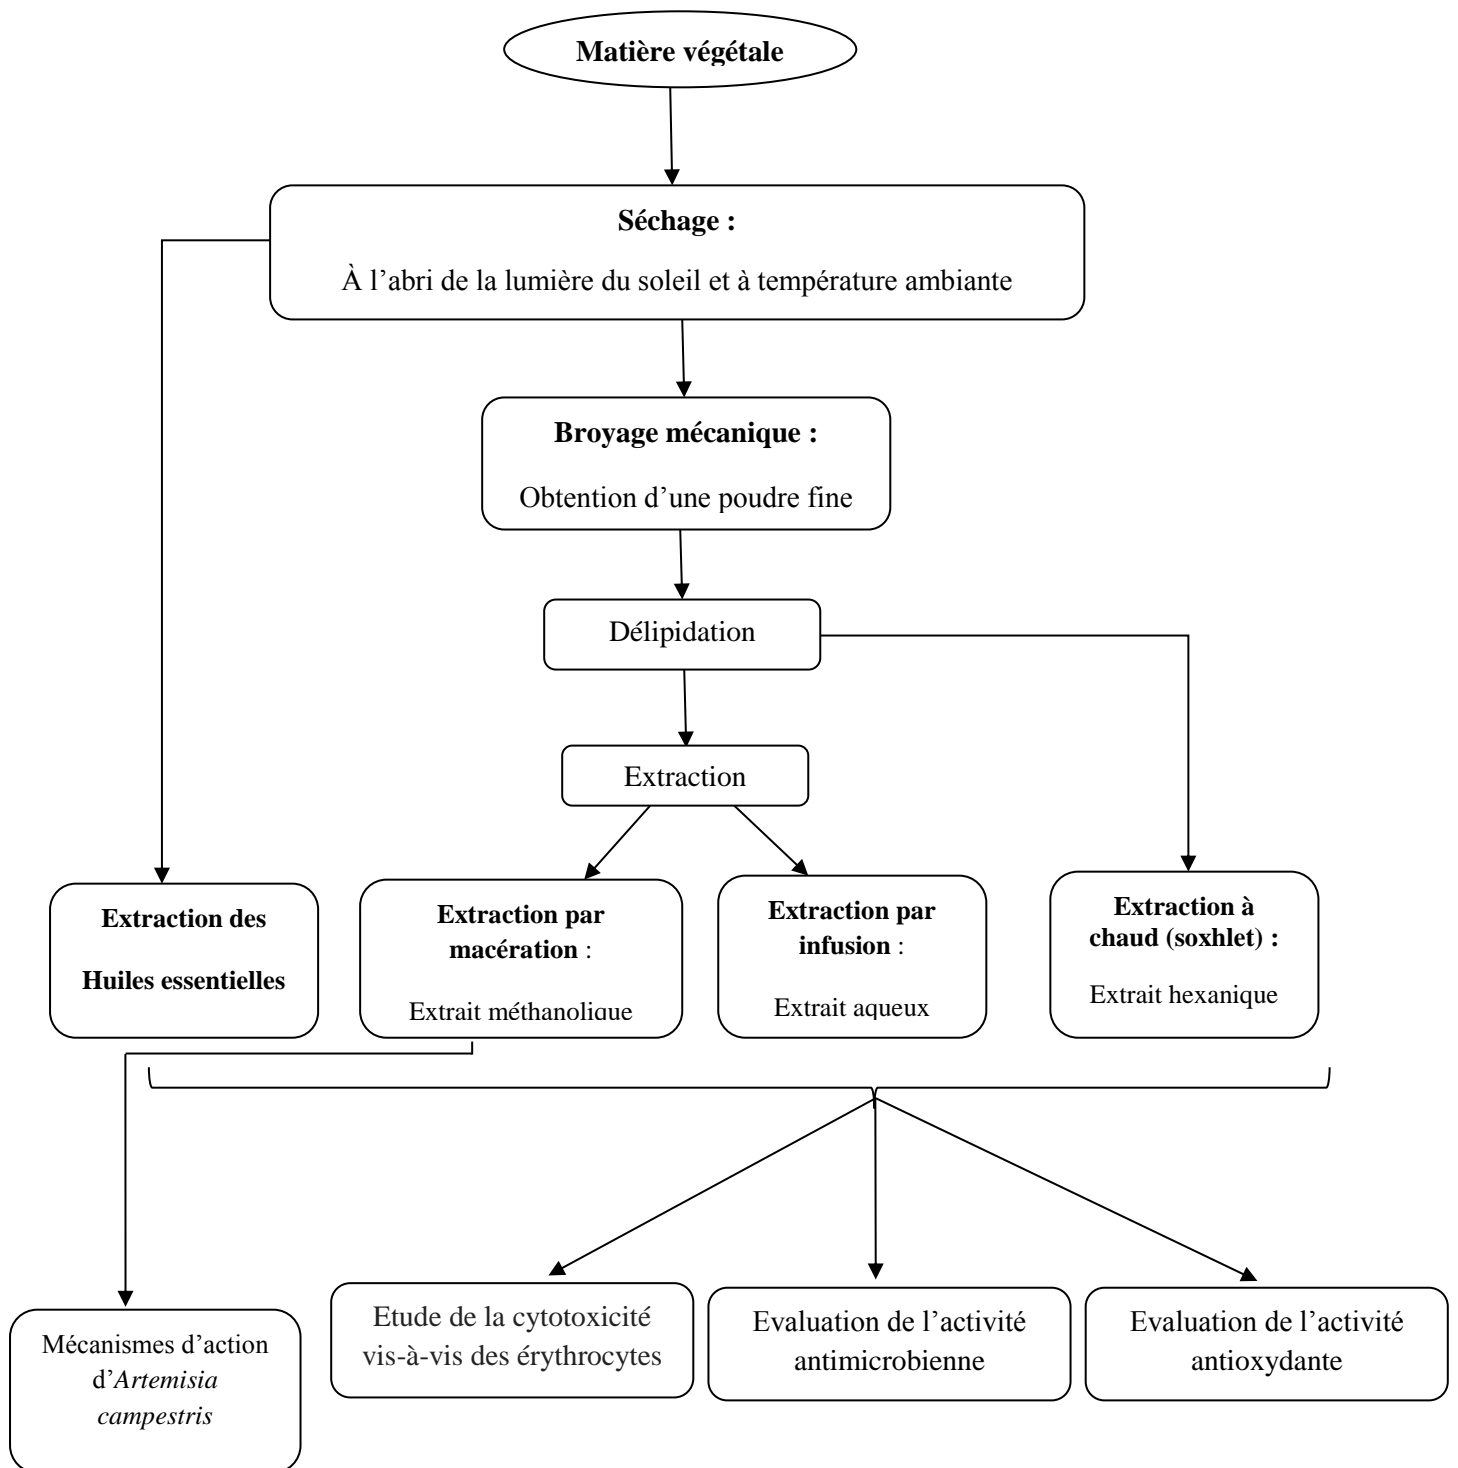 Matière végétale
Séchage :
À l’abri de la lumière du soleil et à température ambiante
Broyage mécanique :
Obtention d’une poudre fine
Délipidation
Extraction
Extraction des
Huiles essentielles
Extraction par
macération :
Extrait méthanolique
Extraction par
infusion :
Extrait aqueux
Extraction à
chaud (soxhlet) :
Extrait hexanique
Mécanismes d’action
d’Artemisia
campestris
Etude de la cytotoxicité
vis-à-vis des érythrocytes
Evaluation de l’activité
antimicrobienne
Evaluation de l’activité
antioxydante